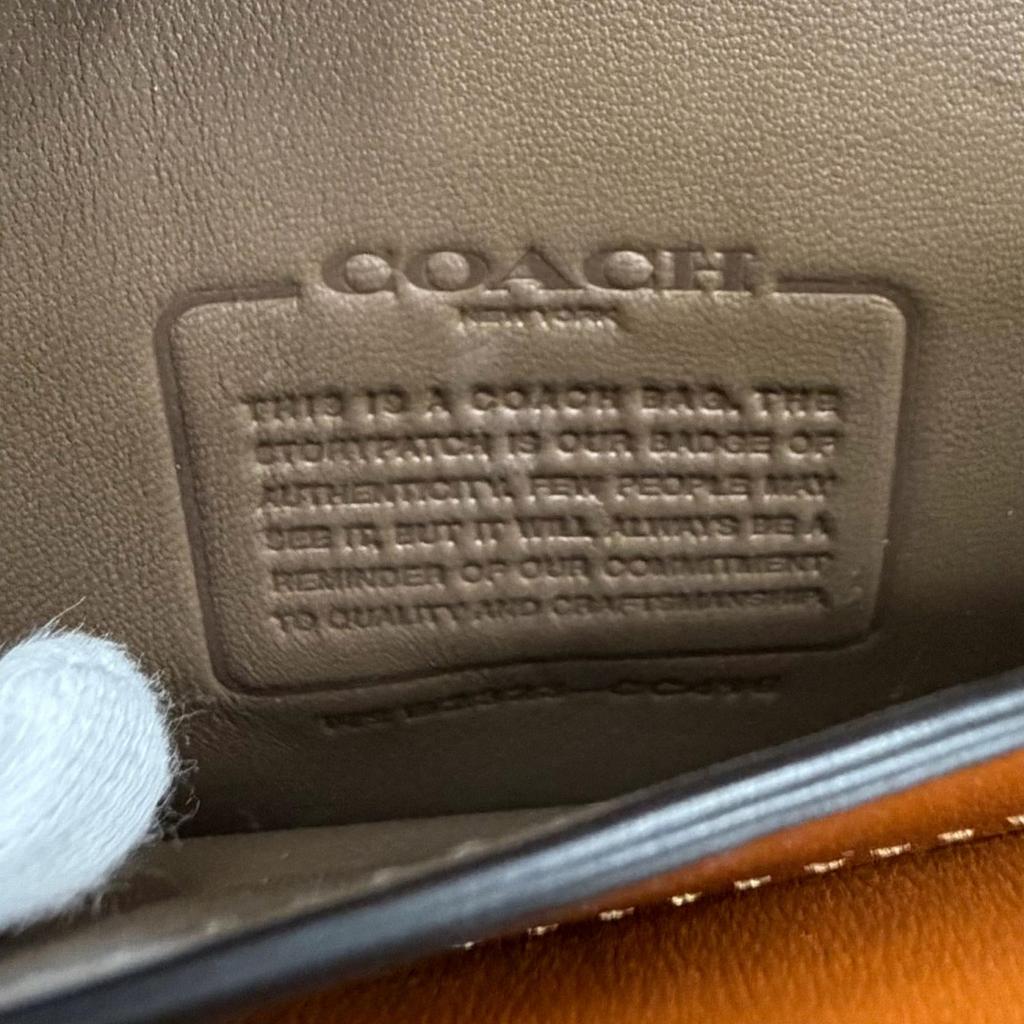 COACH
NEW YORK
THIS IS A COACH BAG. THE
STORYPATCH IS OUR BADGE OF
AUTHENTICITY. FEW PEOPLE MAY
SEE IT, BUT IT WILL ALWAYS BE A
REMINDER OF OUR COMMITMENT
TO QUALITY AND CRAFTSMANSHIP.